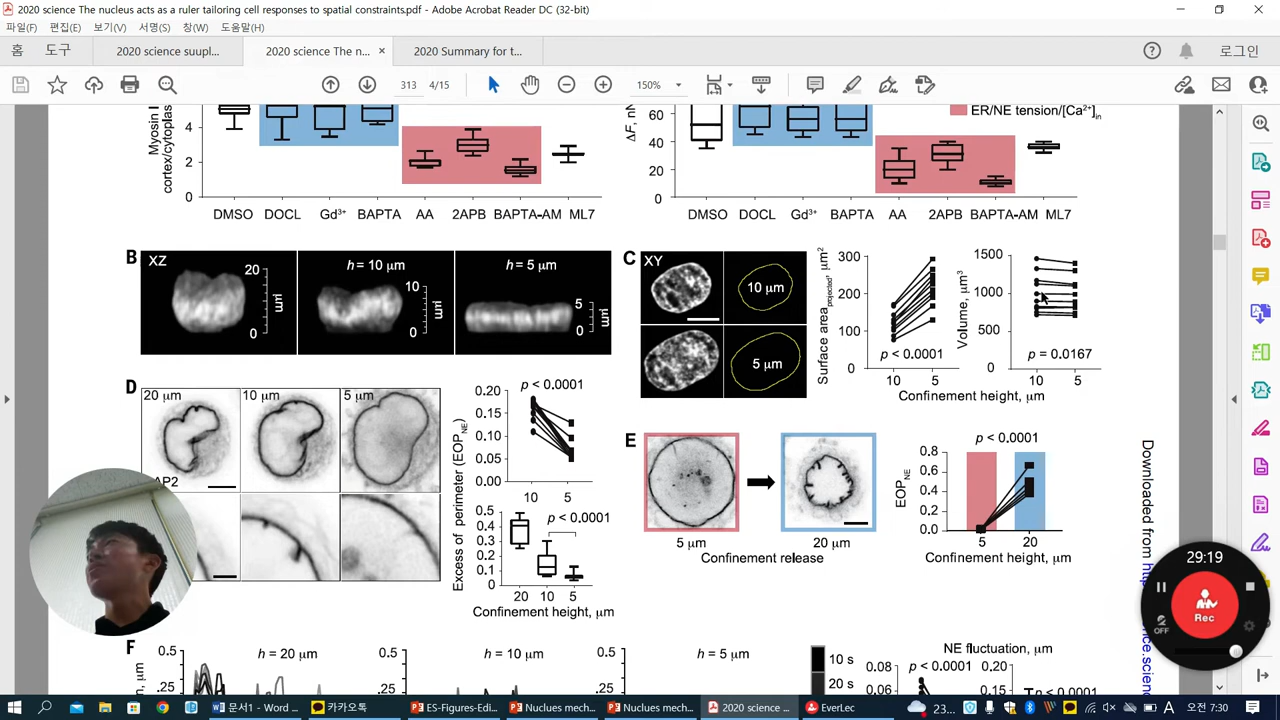 2020 science The nucleus acts as a ruler tailoring cell responses to spatial constraints.pdf - Adobe Acrobat Reader DC (32-bit)
파일(F) 편집(E) 보기(V) 서명(S) 창(W) 도움말(H)
홈 도구 2020 science suupl... 2020 science The n... × 2020 Summary for t... 로그인
313 4/15 150%
Myosin I
cortex/cytoplas
4
2
0
DMSO DOCL Gd³⁺ BAPTA AA 2APB BAPTA-AM ML7
ΔF, nN
60
40
20
0
ER/NE tension/[Ca²⁺]in
DMSO DOCL Gd³⁺ BAPTA AA 2APB BAPTA-AM ML7
B
XZ
20
0
μm
h = 10 μm
10
0
μm
h = 5 μm
5
0
μm
C
XY
10 μm
5 μm
Surface area projected, μm²
300
200
100
0
p < 0.0001
10 5
Volume, μm³
1500
1000
500
0
p = 0.0167
10 5
Confinement height, μm
D
20 μm 10 μm 5 μm
AP2
Excess of perimeter (EOP NE)
p < 0.0001
0.20
0.15
0.10
0.05
0.00
10 5
0.5
0.4
0.3
0.2
0.1
0
p < 0.0001
20 10 5
Confinement height, μm
E
5 μm 20 μm
Confinement release
p < 0.0001
EOP NE
0.8
0.6
0.4
0.2
0.0
5 20
Confinement height, μm
Downloaded from
F
0.5
.25
h = 20 μm
0.5
.25
h = 10 μm
0.5
.25
h = 5 μm
10 s
20 s
NE fluctuation, μm
0.08
0.06
p < 0.0001
0.20
0.15
p < 0.0001
29:19
Rec
OFF
문서1 - Word ... 카카오톡 ES-Figures-Edi... Nuclues mech... Nuclues mech... 2020 science ... EverLec 23... A 오전 7:30